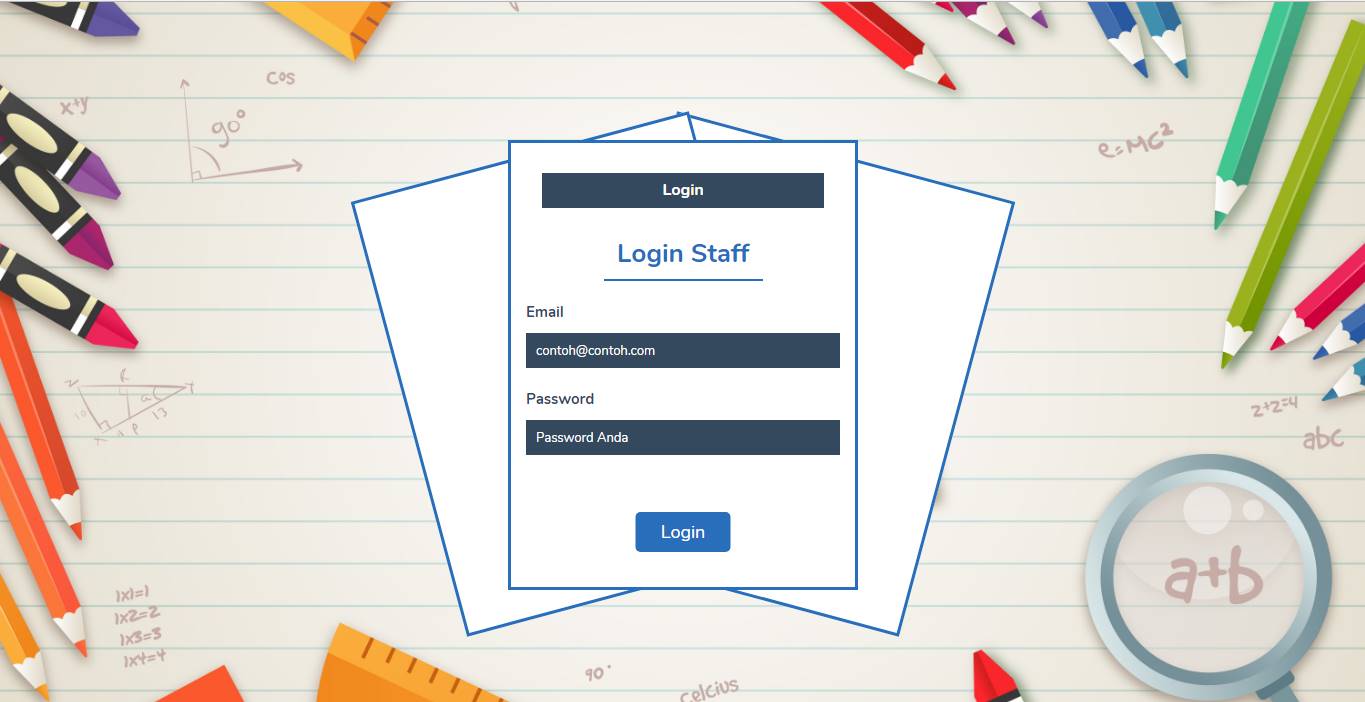 cos
x+y
90°
e=mc²
Login
Login Staff
Email
contoh@contoh.com
Password
Password Anda
Login
2+2=4
abc
a+b
1x1=1
1x2=2
1x3=3
1x4=4
90°
Celcius